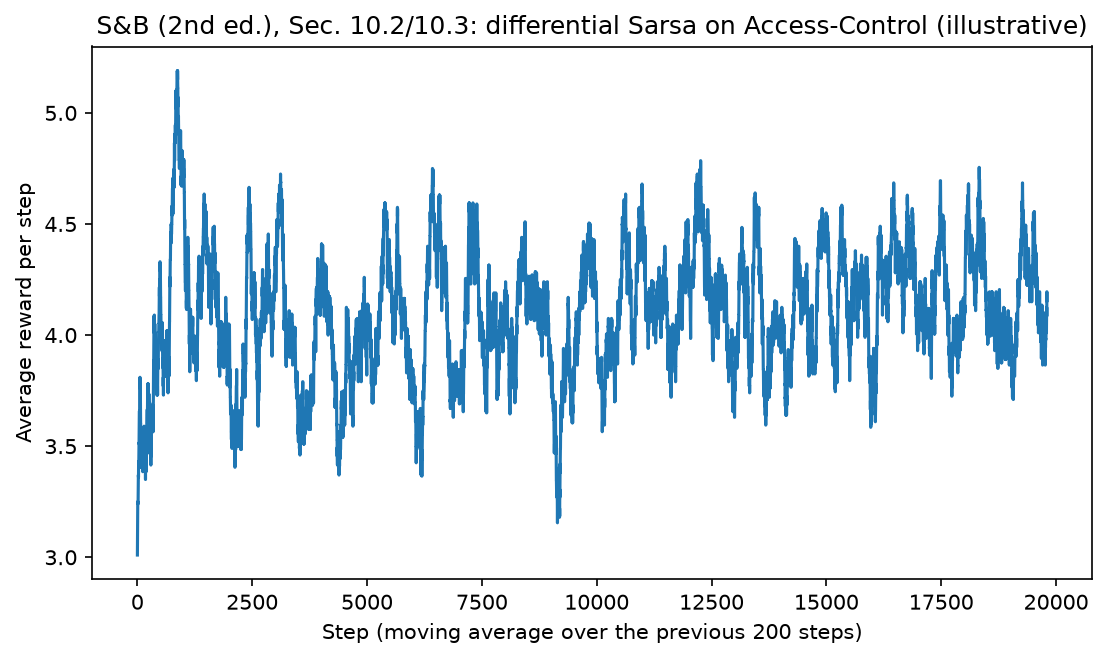 S&B (2nd ed.), Sec. 10.2/10.3: differential Sarsa on Access-Control (illustrative)
Average reward per step
5.0
4.5
4.0
3.5
3.0
0 2500 5000 7500 10000 12500 15000 17500 20000
Step (moving average over the previous 200 steps)